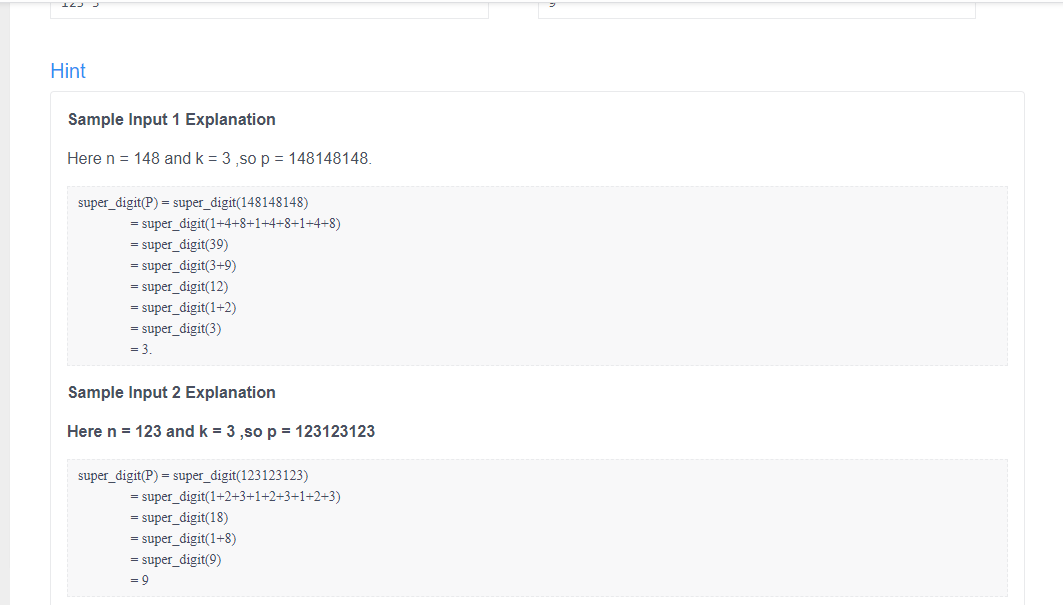 123 3
9
Hint
Sample Input 1 Explanation
Here n = 148 and k = 3 ,so p = 148148148.
super_digit(P) = super_digit(148148148)
= super_digit(1+4+8+1+4+8+1+4+8)
= super_digit(39)
= super_digit(3+9)
= super_digit(12)
= super_digit(1+2)
= super_digit(3)
= 3.
Sample Input 2 Explanation
Here n = 123 and k = 3 ,so p = 123123123
super_digit(P) = super_digit(123123123)
= super_digit(1+2+3+1+2+3+1+2+3)
= super_digit(18)
= super_digit(1+8)
= super_digit(9)
= 9